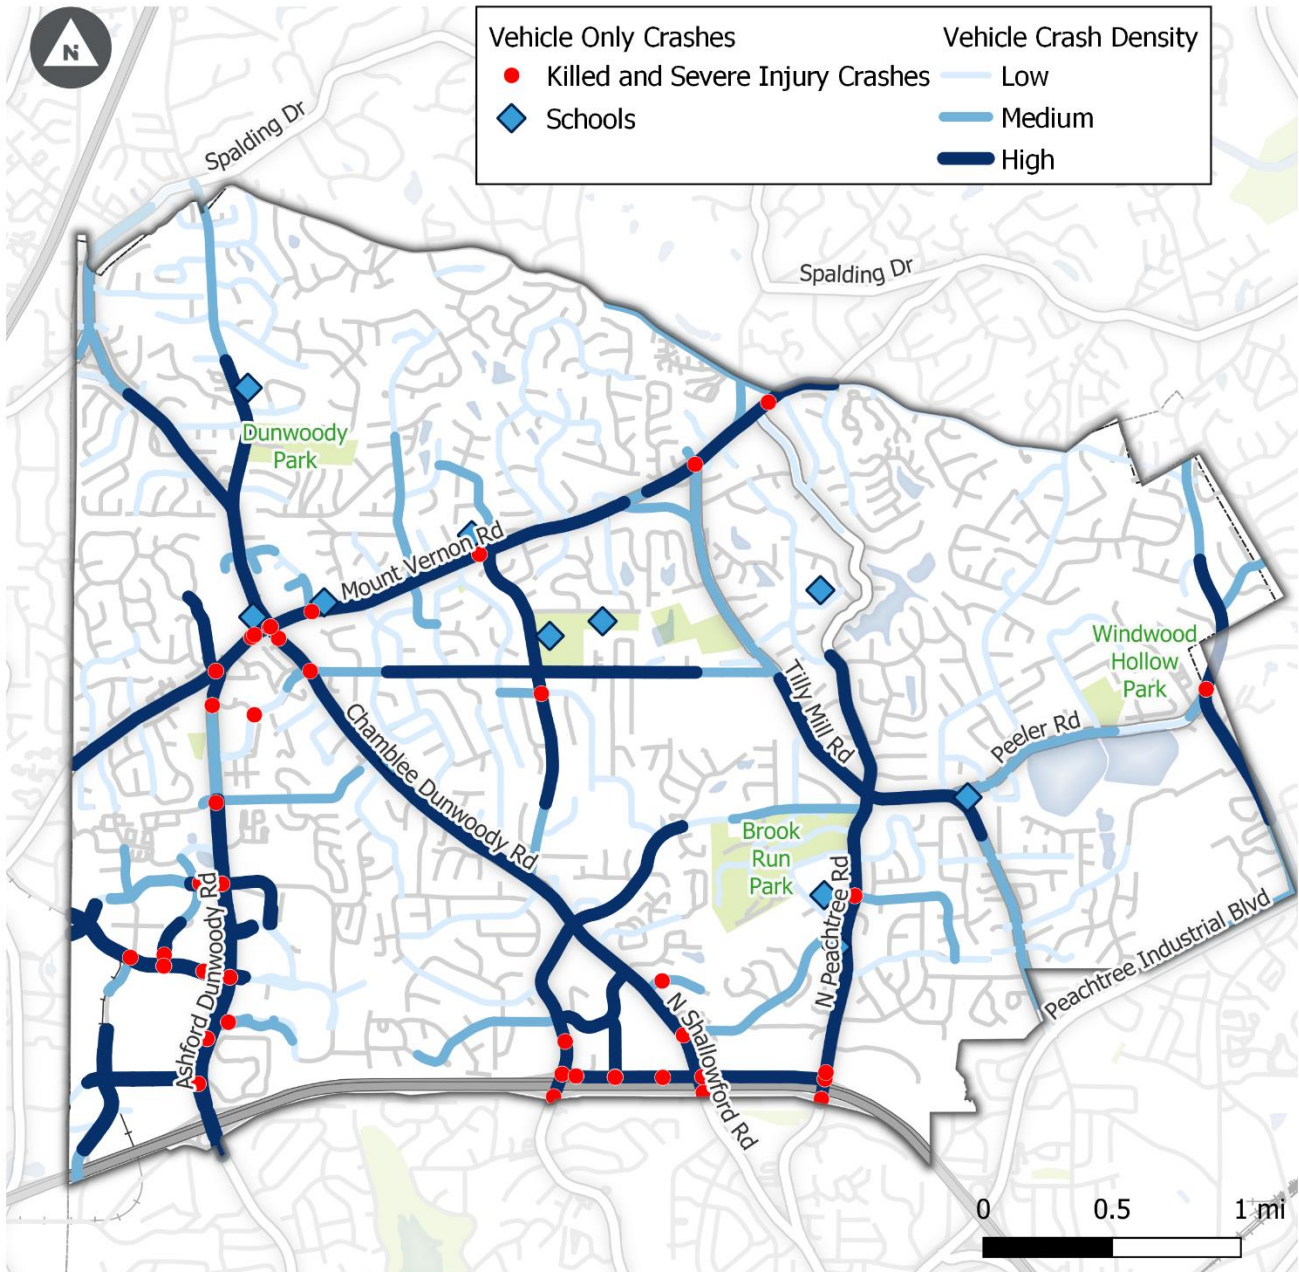 N
Vehicle Only Crashes
Killed and Severe Injury Crashes
Schools
Vehicle Crash Density
Low
Medium
High
Spalding Dr
Spalding Dr
Dunwoody
Park
Mount Vernon Rd
Windwood
Hollow
Park
Tilly Mill Rd
Peeler Rd
Chamblee Dunwoody Rd
Brook
Run
Park
Ashford Dunwoody Rd
N Peachtree Rd
Peachtree Industrial Blvd
N Shallowford Rd
0 0.5 1 mi